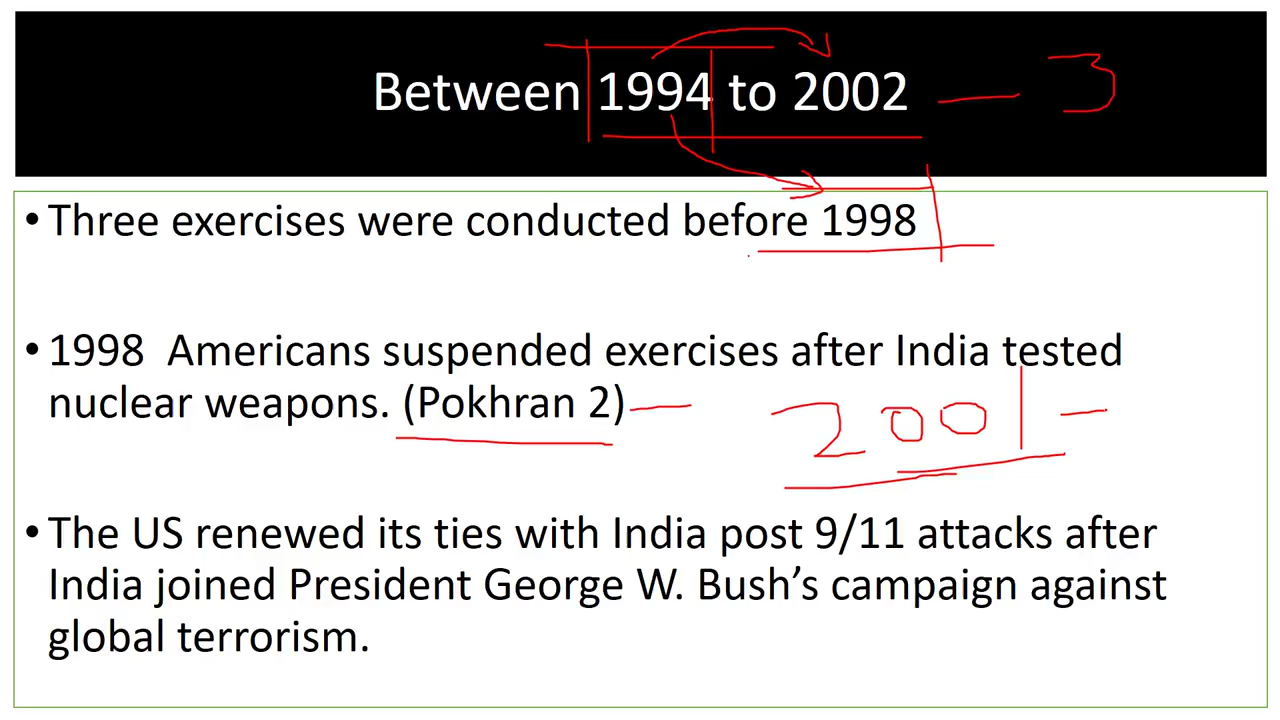 Between 1994 to 2002 — 3
• Three exercises were conducted before 1998
• 1998 Americans suspended exercises after India tested
nuclear weapons. (Pokhran 2) — 2001 –
• The US renewed its ties with India post 9/11 attacks after
India joined President George W. Bush’s campaign against
global terrorism.